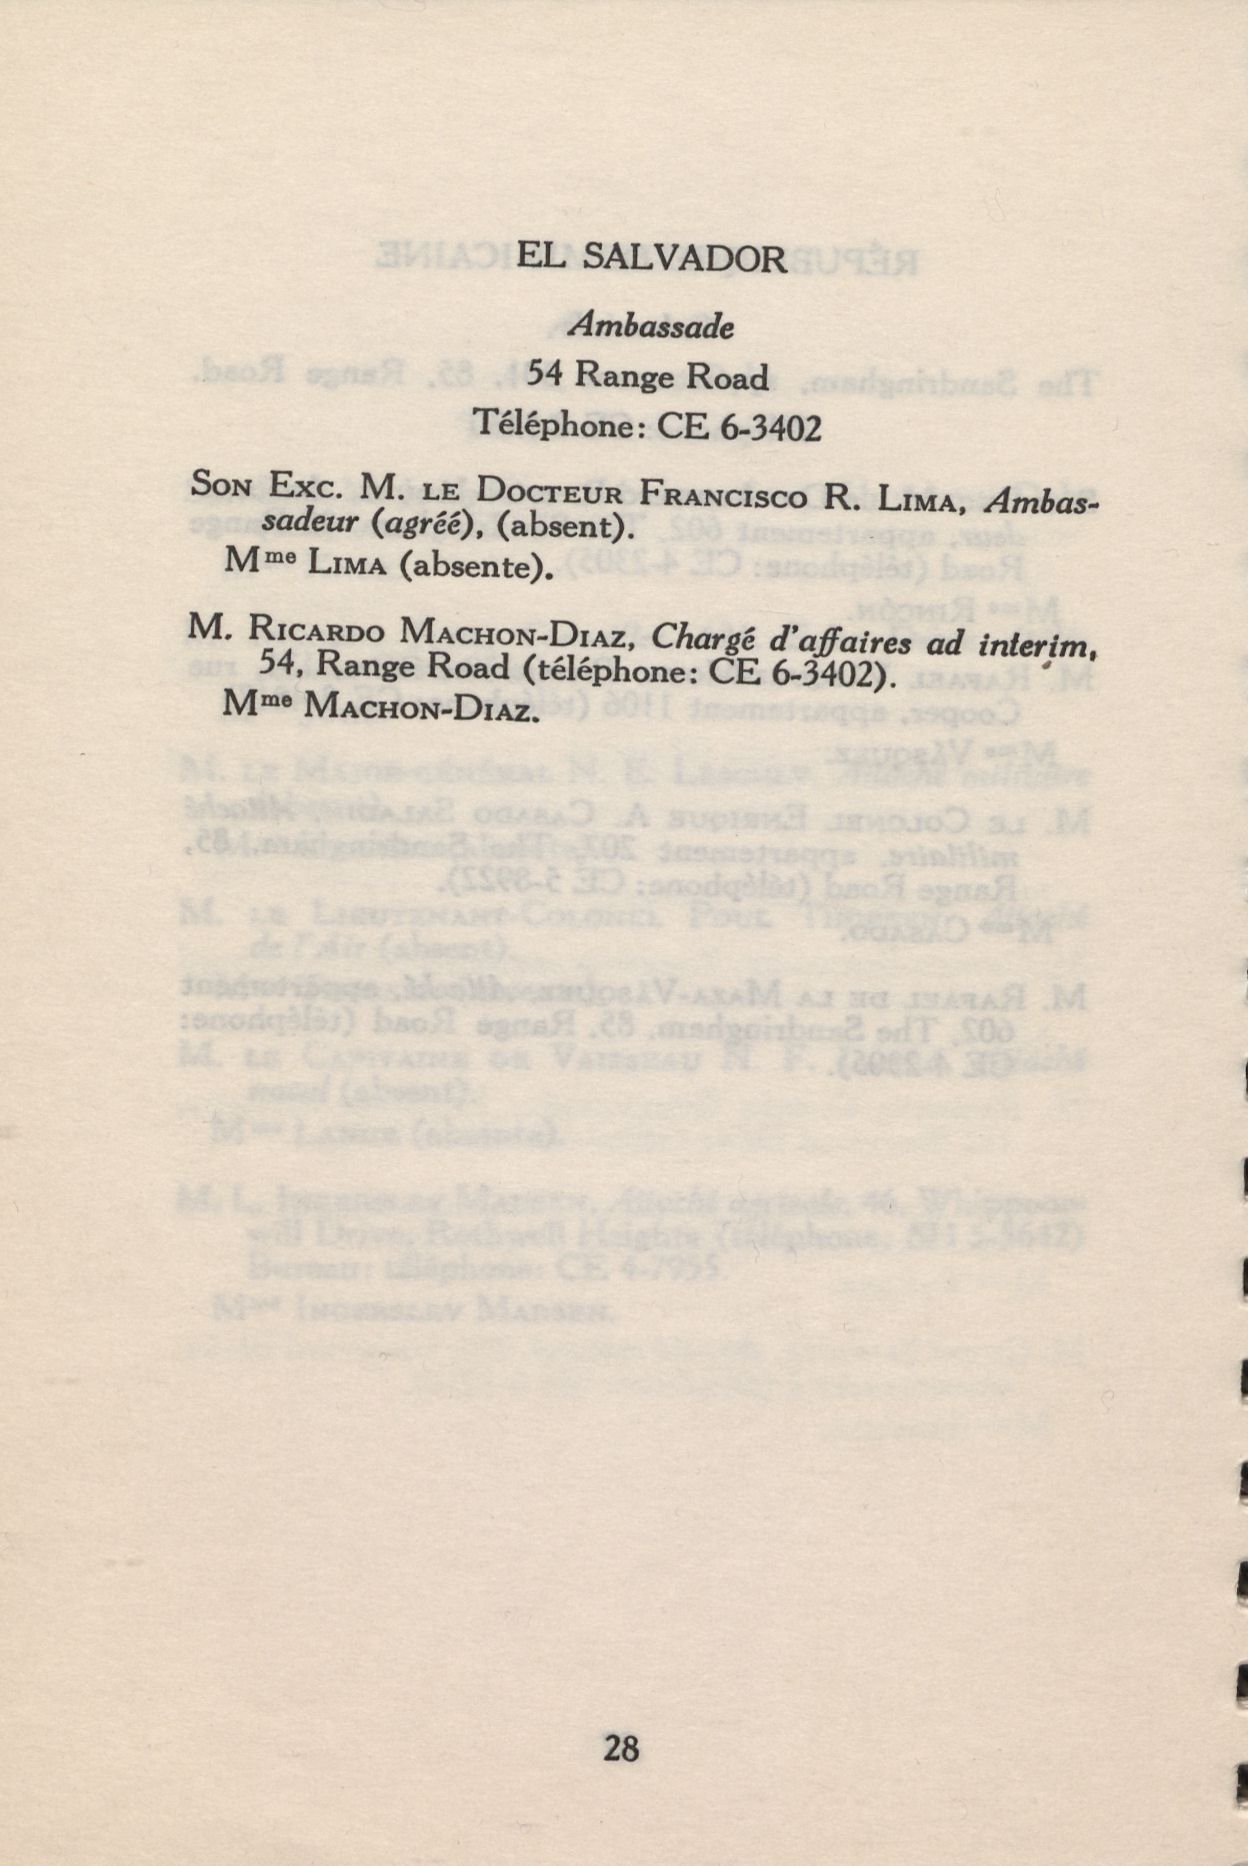 EL SALVADOR
Ambassade
54 Range Road
Téléphone: CE 6-3402
SON EXC. M. LE DOCTEUR FRANCISCO R. LIMA, Ambas-
sadeur (agréé), (absent).
Mme LIMA (absente).
M. RICARDO MACHON-DIAZ, Chargé d'affaires ad interim,
54, Range Road (téléphone: CE 6-3402).
Mme MACHON-DIAZ.
28